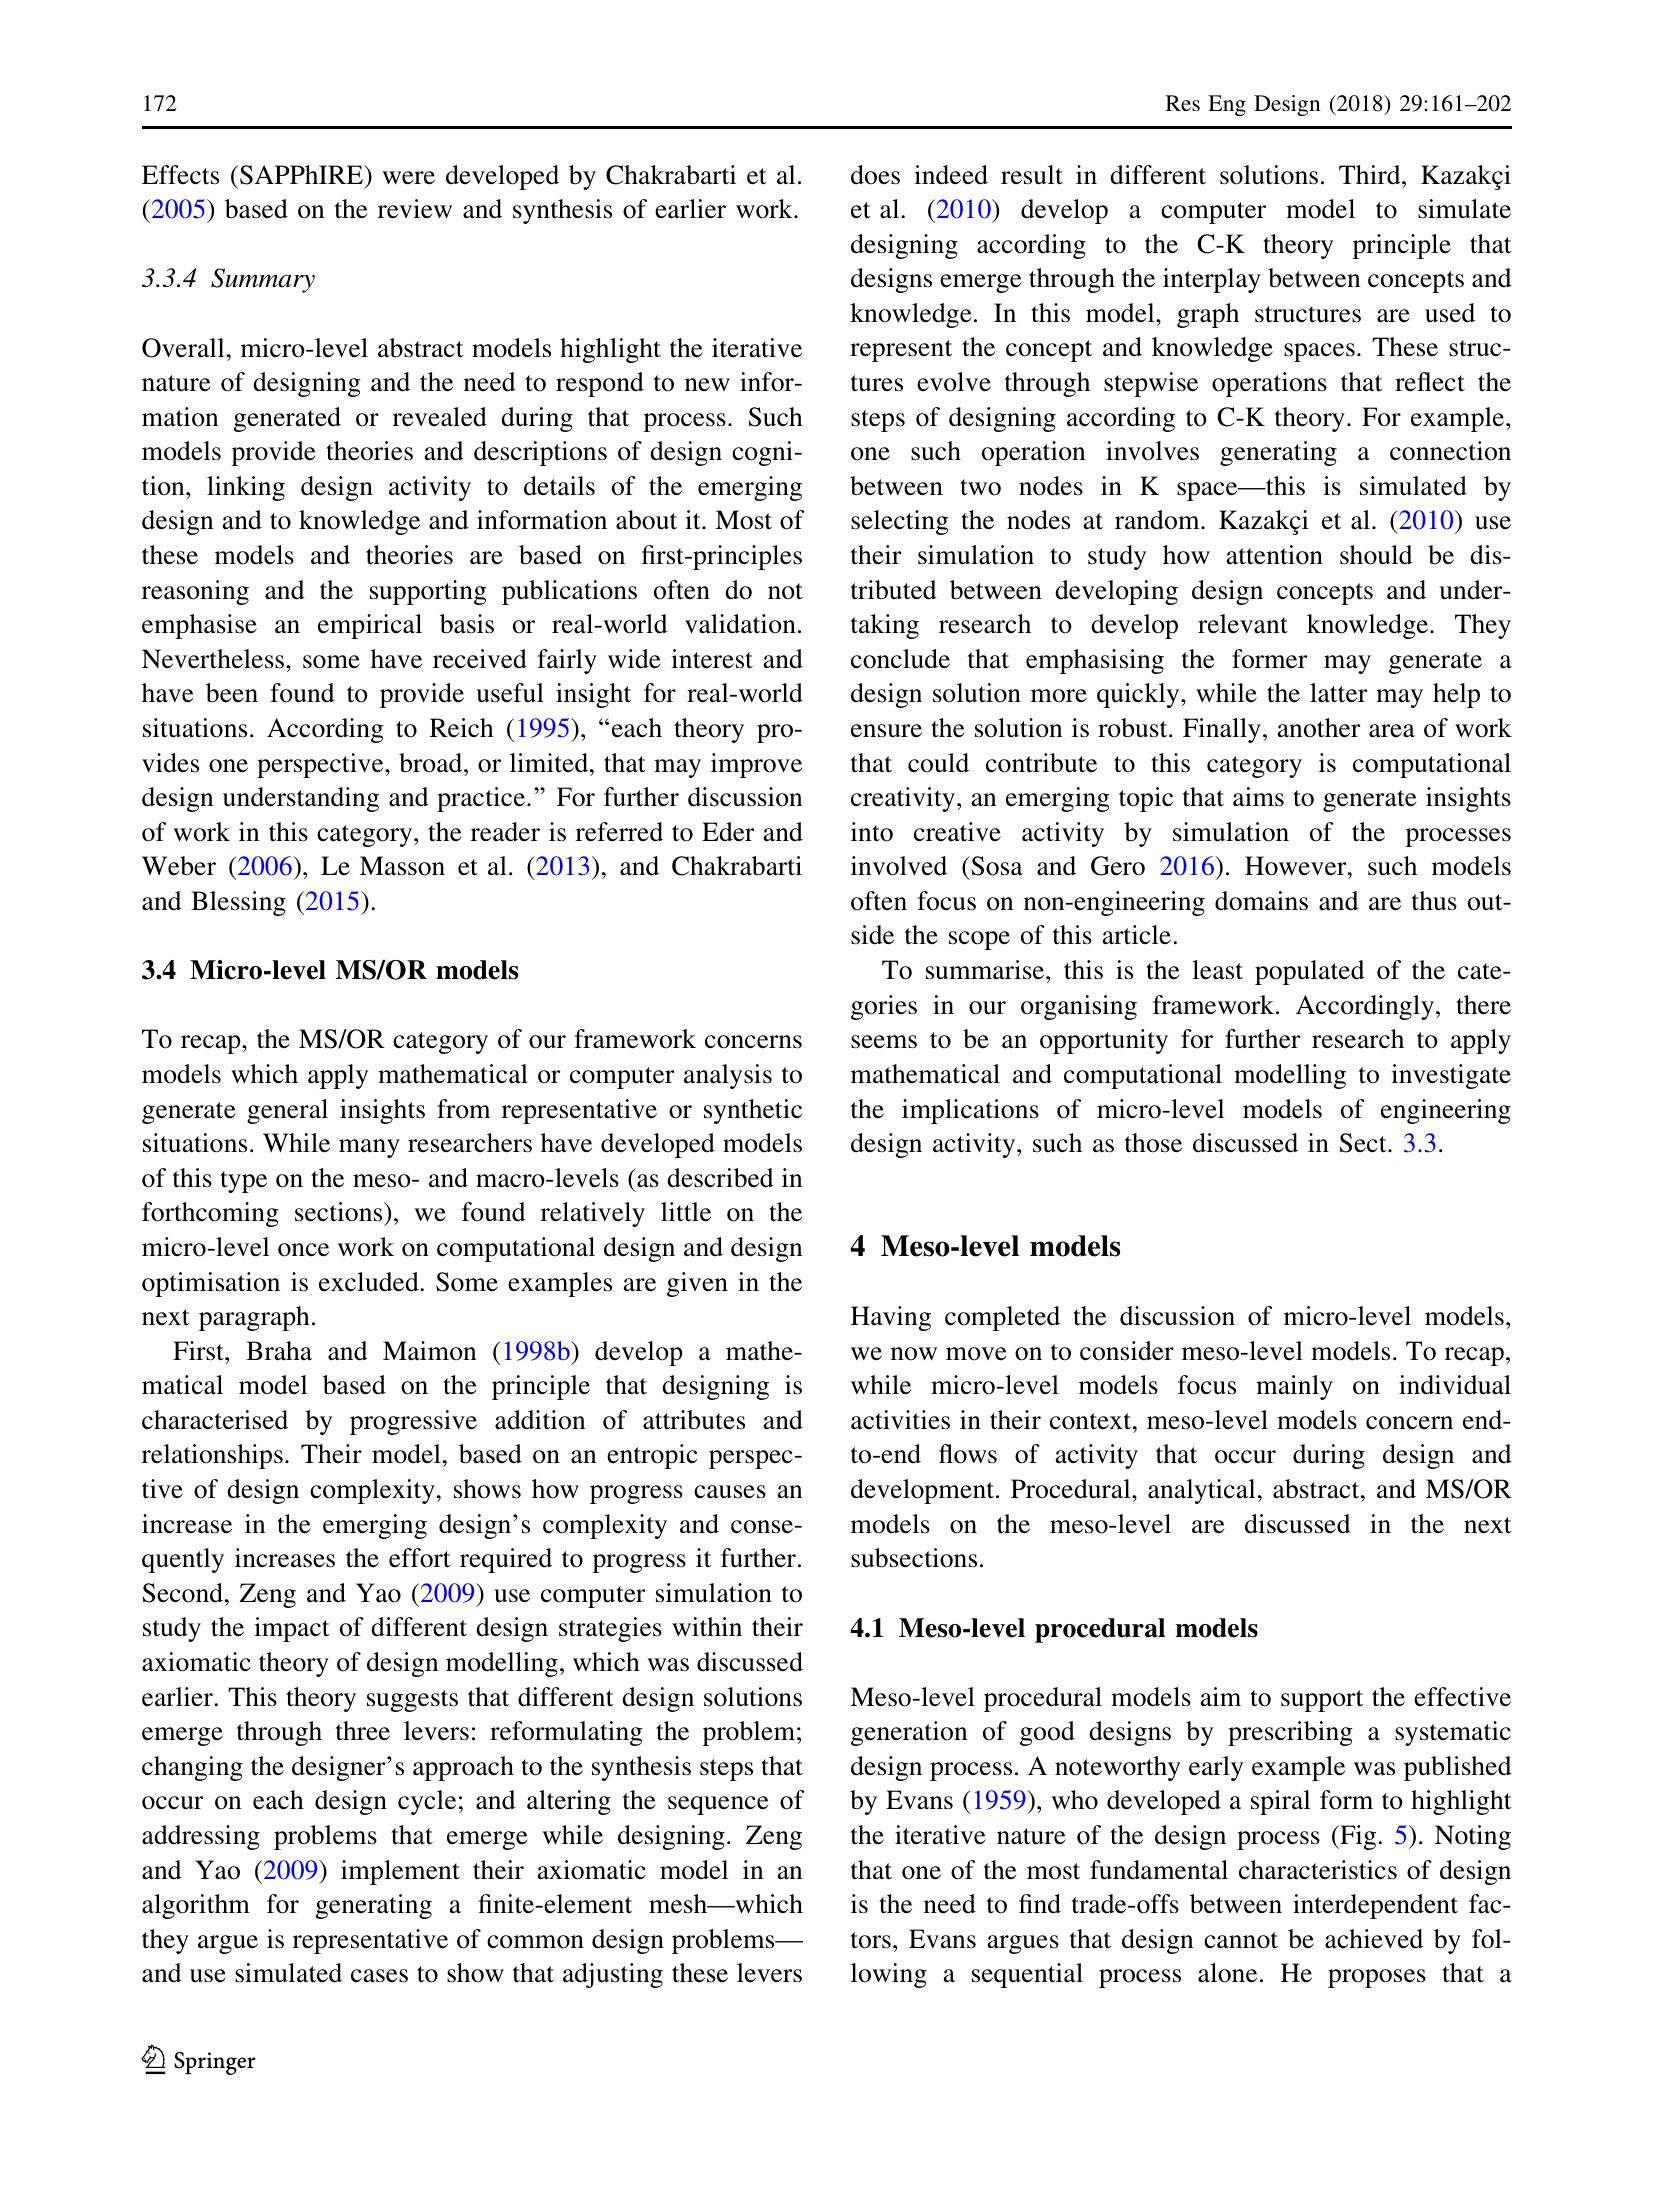 172
Res Eng Design (2018) 29:161–202
Effects (SAPPhIRE) were developed by Chakrabarti et al.
(2005) based on the review and synthesis of earlier work.
3.3.4 Summary
Overall, micro-level abstract models highlight the iterative
nature of designing and the need to respond to new infor-
mation generated or revealed during that process. Such
models provide theories and descriptions of design cogni-
tion, linking design activity to details of the emerging
design and to knowledge and information about it. Most of
these models and theories are based on first-principles
reasoning and the supporting publications often do not
emphasise an empirical basis or real-world validation.
Nevertheless, some have received fairly wide interest and
have been found to provide useful insight for real-world
situations. According to Reich (1995), “each theory pro-
vides one perspective, broad, or limited, that may improve
design understanding and practice.” For further discussion
of work in this category, the reader is referred to Eder and
Weber (2006), Le Masson et al. (2013), and Chakrabarti
and Blessing (2015).
3.4 Micro-level MS/OR models
To recap, the MS/OR category of our framework concerns
models which apply mathematical or computer analysis to
generate general insights from representative or synthetic
situations. While many researchers have developed models
of this type on the meso- and macro-levels (as described in
forthcoming sections), we found relatively little on the
micro-level once work on computational design and design
optimisation is excluded. Some examples are given in the
next paragraph.
First, Braha and Maimon (1998b) develop a mathe-
matical model based on the principle that designing is
characterised by progressive addition of attributes and
relationships. Their model, based on an entropic perspec-
tive of design complexity, shows how progress causes an
increase in the emerging design’s complexity and conse-
quently increases the effort required to progress it further.
Second, Zeng and Yao (2009) use computer simulation to
study the impact of different design strategies within their
axiomatic theory of design modelling, which was discussed
earlier. This theory suggests that different design solutions
emerge through three levers: reformulating the problem;
changing the designer’s approach to the synthesis steps that
occur on each design cycle; and altering the sequence of
addressing problems that emerge while designing. Zeng
and Yao (2009) implement their axiomatic model in an
algorithm for generating a finite-element mesh—which
they argue is representative of common design problems—
and use simulated cases to show that adjusting these levers
does indeed result in different solutions. Third, Kazakçi
et al. (2010) develop a computer model to simulate
designing according to the C-K theory principle that
designs emerge through the interplay between concepts and
knowledge. In this model, graph structures are used to
represent the concept and knowledge spaces. These struc-
tures evolve through stepwise operations that reflect the
steps of designing according to C-K theory. For example,
one such operation involves generating a connection
between two nodes in K space—this is simulated by
selecting the nodes at random. Kazakçi et al. (2010) use
their simulation to study how attention should be dis-
tributed between developing design concepts and under-
taking research to develop relevant knowledge. They
conclude that emphasising the former may generate a
design solution more quickly, while the latter may help to
ensure the solution is robust. Finally, another area of work
that could contribute to this category is computational
creativity, an emerging topic that aims to generate insights
into creative activity by simulation of the processes
involved (Sosa and Gero 2016). However, such models
often focus on non-engineering domains and are thus out-
side the scope of this article.
To summarise, this is the least populated of the cate-
gories in our organising framework. Accordingly, there
seems to be an opportunity for further research to apply
mathematical and computational modelling to investigate
the implications of micro-level models of engineering
design activity, such as those discussed in Sect. 3.3.
4 Meso-level models
Having completed the discussion of micro-level models,
we now move on to consider meso-level models. To recap,
while micro-level models focus mainly on individual
activities in their context, meso-level models concern end-
to-end flows of activity that occur during design and
development. Procedural, analytical, abstract, and MS/OR
models on the meso-level are discussed in the next
subsections.
4.1 Meso-level procedural models
Meso-level procedural models aim to support the effective
generation of good designs by prescribing a systematic
design process. A noteworthy early example was published
by Evans (1959), who developed a spiral form to highlight
the iterative nature of the design process (Fig. 5). Noting
that one of the most fundamental characteristics of design
is the need to find trade-offs between interdependent fac-
tors, Evans argues that design cannot be achieved by fol-
lowing a sequential process alone. He proposes that a
Springer